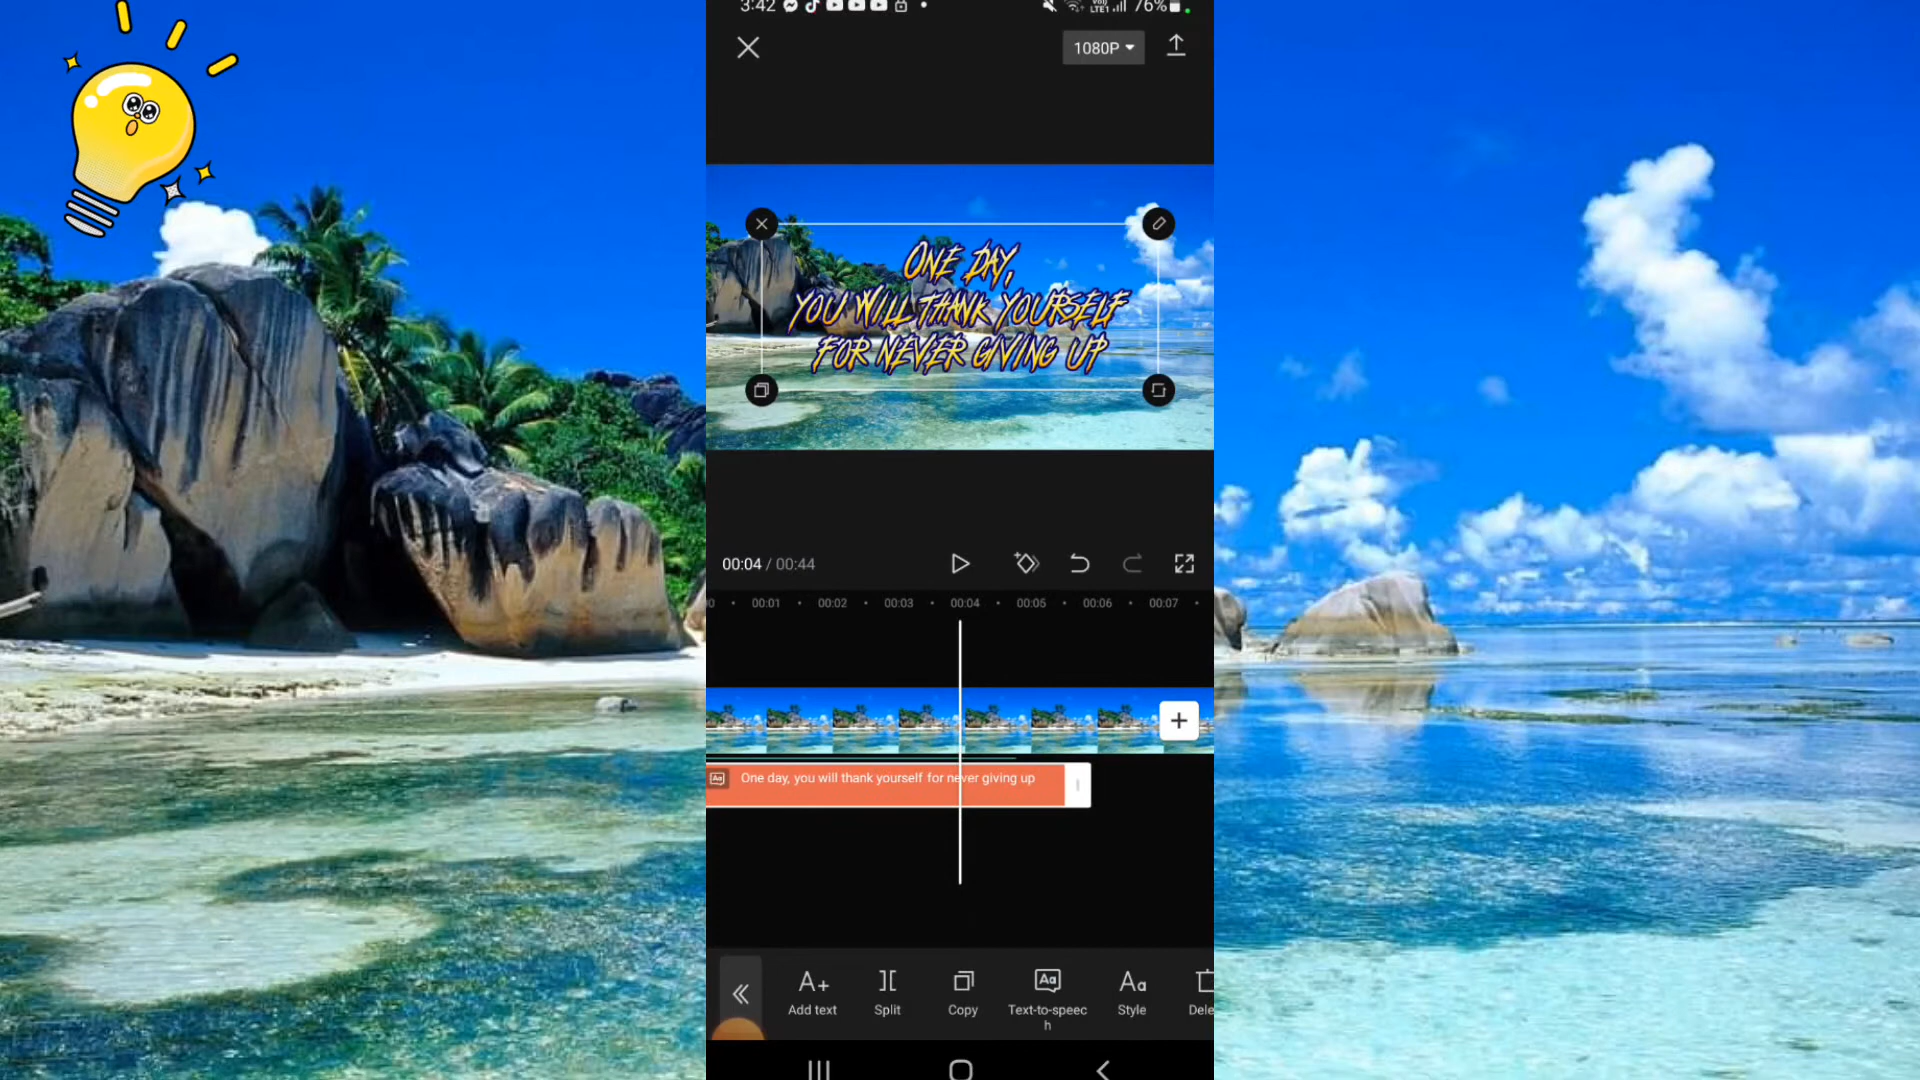 3:42
VoD
LTE1
76%
1080P
ONE DAY,
YOU WILL THANK YOURSELF
FOR NEVER GIVING UP
00:04 / 00:44
00:01 00:02 00:03 00:04 00:05 00:06 00:07
One day, you will thank yourself for never giving up
Add text
Split
Copy
Text-to-speec
h
Style
Dele